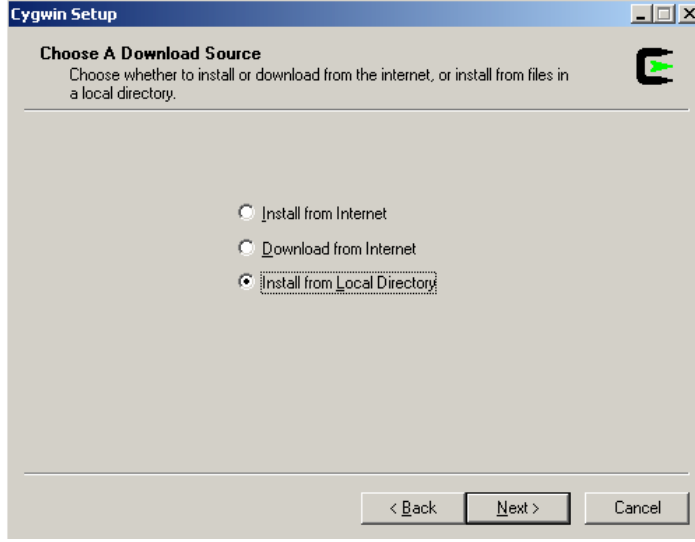 Cygwin Setup
Choose A Download Source
Choose whether to install or download from the internet, or install from files in
a local directory.
Install from Internet
Download from Internet
Install from Local Directory
< Back
Next >
Cancel